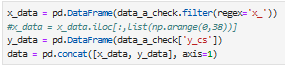 x_data = pd.DataFrame(data_a_check.filter(regex='x_'))
#x_data = x_data.iloc[:,list(np.arange(0,38))]
y_data = pd.DataFrame(data_a_check['y_cs'])
data = pd.concat([x_data, y_data], axis=1)